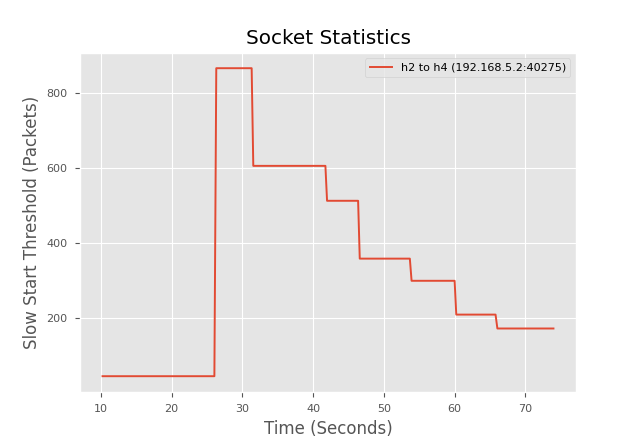 Socket Statistics
h2 to h4 (192.168.5.2:40275)
Slow Start Threshold (Packets)
800
600
400
200
10 20 30 40 50 60 70
Time (Seconds)